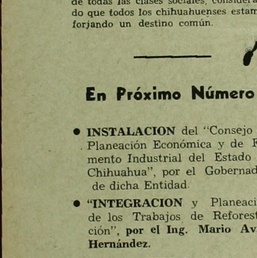 de todas las clases sociales, considera
do que todos los chihuahuenses estam
forjando un destino común.
En Próximo Número
● INSTALACION del "Consejo
Planeación Económica y de F
mento Industrial del Estado
Chihuahua", por el Gobernad
de dicha Entidad
● "INTEGRACION y Planeaci
de los Trabajos de Reforest
ción", por el Ing. Mario Av
Hernández.